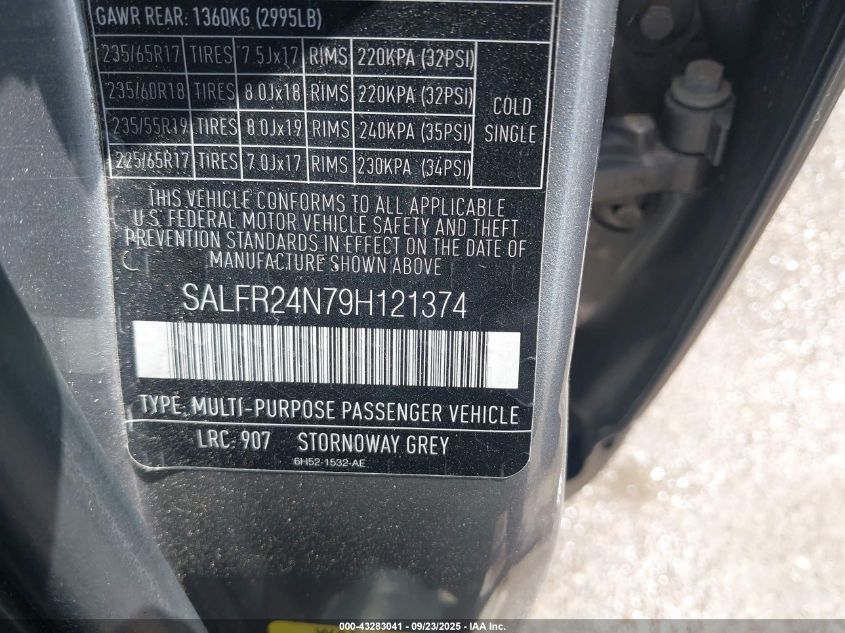 GAWR REAR: 1360KG (2995LB)
235/65R17 TIRES 7.5Jx17 RIMS 220KPA (32PSI)
235/60R18 TIRES 8.0Jx18 RIMS 220KPA (32PSI)
235/55R19 TIRES 8.0Jx19 RIMS 240KPA (35PSI)
225/65R17 TIRES 7.0Jx17 RIMS 230KPA (34PSI)
COLD
SINGLE
THIS VEHICLE CONFORMS TO ALL APPLICABLE
U.S. FEDERAL MOTOR VEHICLE SAFETY AND THEFT
PREVENTION STANDARDS IN EFFECT ON THE DATE OF
MANUFACTURE SHOWN ABOVE
SALFR24N79H121374
TYPE: MULTI-PURPOSE PASSENGER VEHICLE
LRC: 907 STORNOWAY GREY
6H52-1532-AE
000-43283041 - 09/23/2025 - IAA Inc.